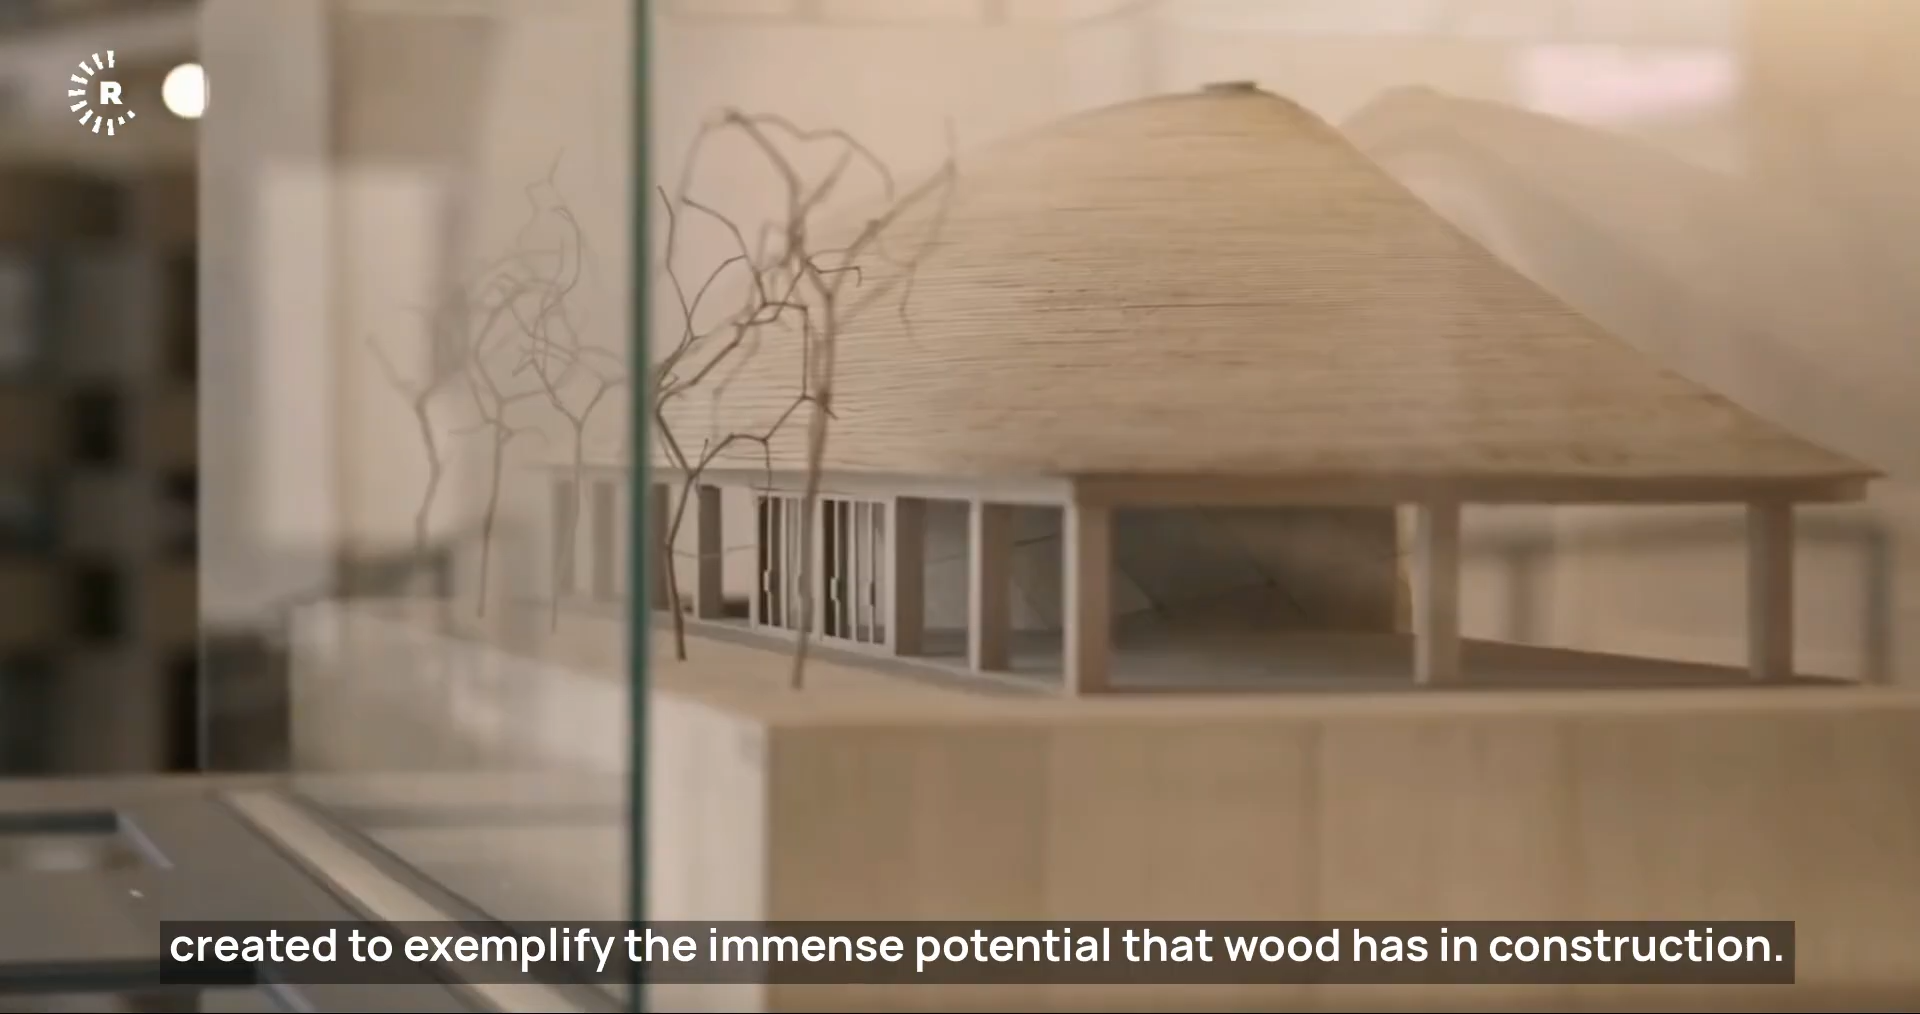 R
created to exemplify the immense potential that wood has in construction.